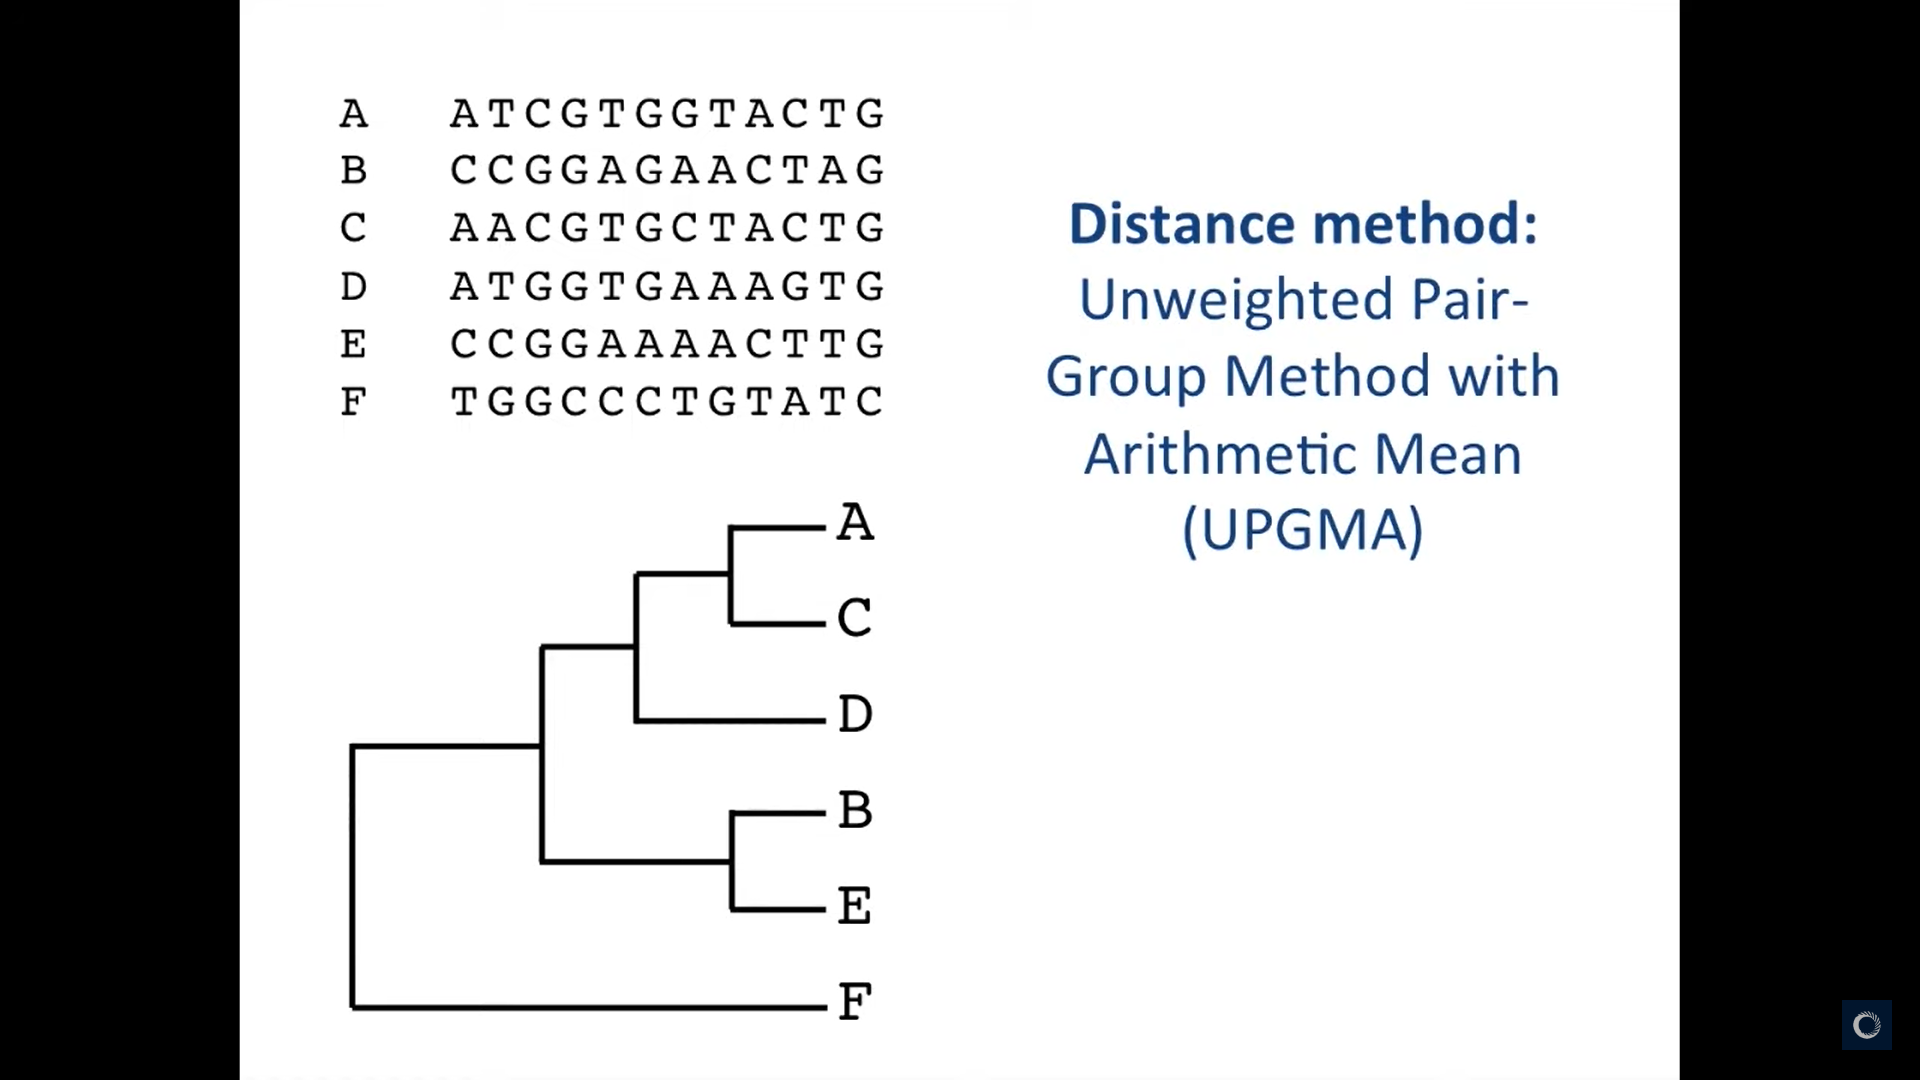 A ATCGTGGTACTG
B CCGGAGAACTAG
C AACGTGCTACTG
D ATGGTGAAAGTG
E CCGGAAAACTTG
F TGGCCCTGTATC
Distance method:
Unweighted Pair-
Group Method with
Arithmetic Mean
(UPGMA)
A
C
D
B
E
F